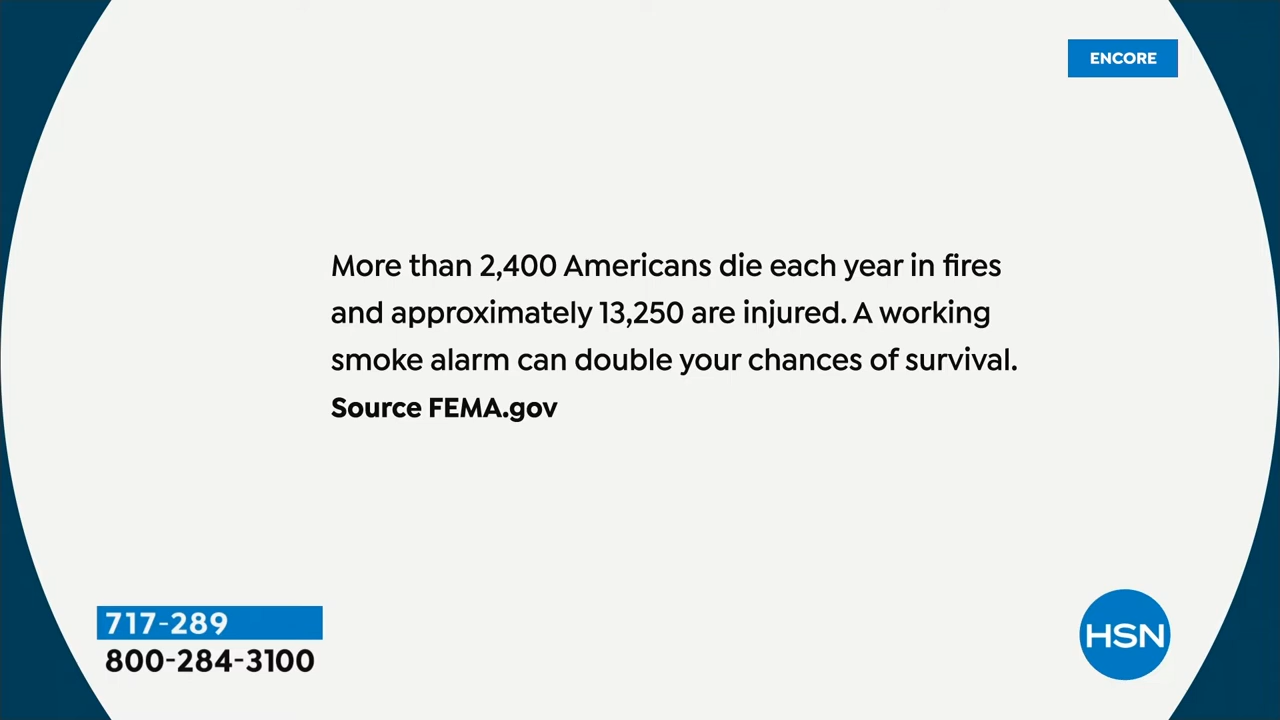 ENCORE
More than 2,400 Americans die each year in fires
and approximately 13,250 are injured. A working
smoke alarm can double your chances of survival.
Source FEMA.gov
717-289
800-284-3100
HSN